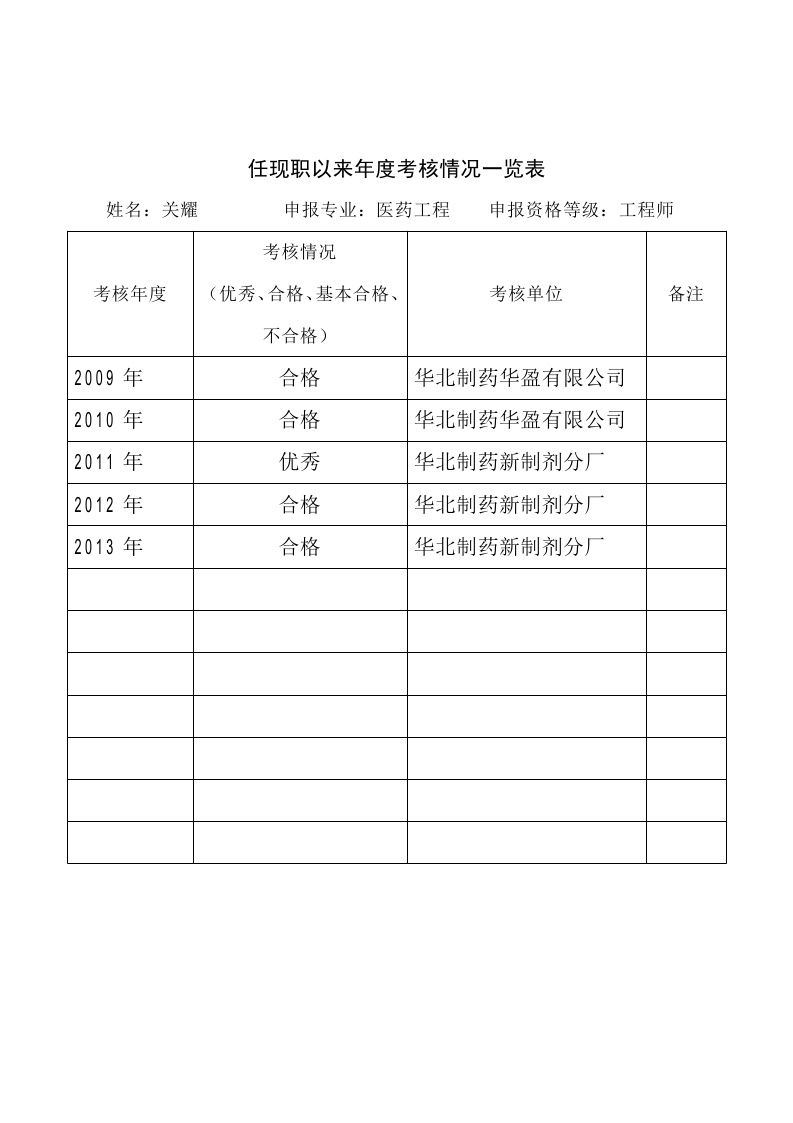 任现职以来年度考核情况一览表
姓名：关耀 申报专业：医药工程 申报资格等级：工程师
考核年度 考核情况 （优秀、合格、基本合格、 不合格） 考核单位 备注
2009 年 合格 华北制药华盈有限公司
2010 年 合格 华北制药华盈有限公司
2011 年 优秀 华北制药新制剂分厂
2012 年 合格 华北制药新制剂分厂
2013 年 合格 华北制药新制剂分厂